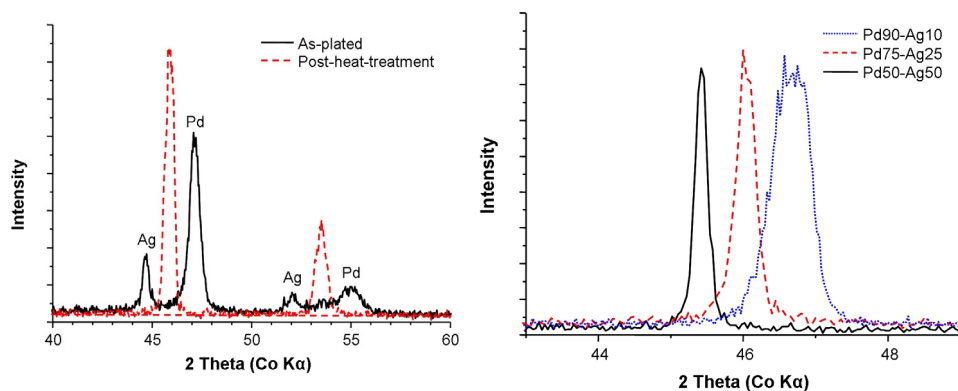 As-plated
Post-heat-treatment
Pd
Ag
Ag
Pd
Intensity
40 45 50 55 60
2 Theta (Co Kα)
Pd90-Ag10
Pd75-Ag25
Pd50-Ag50
Intensity
44 46 48
2 Theta (Co Kα)